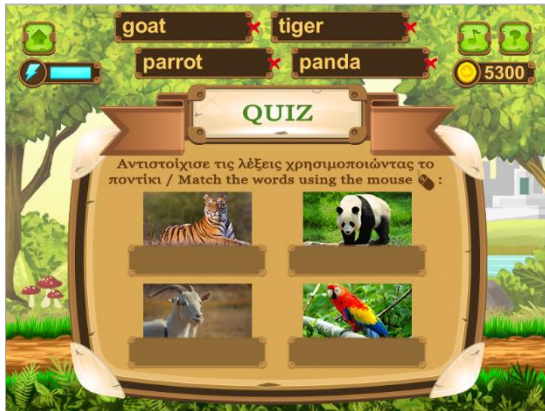 goat
tiger
parrot
panda
5300
QUIZ
Αντιστοίχισε τις λέξεις χρησιμοποιώντας το
ποντίκι / Match the words using the mouse :